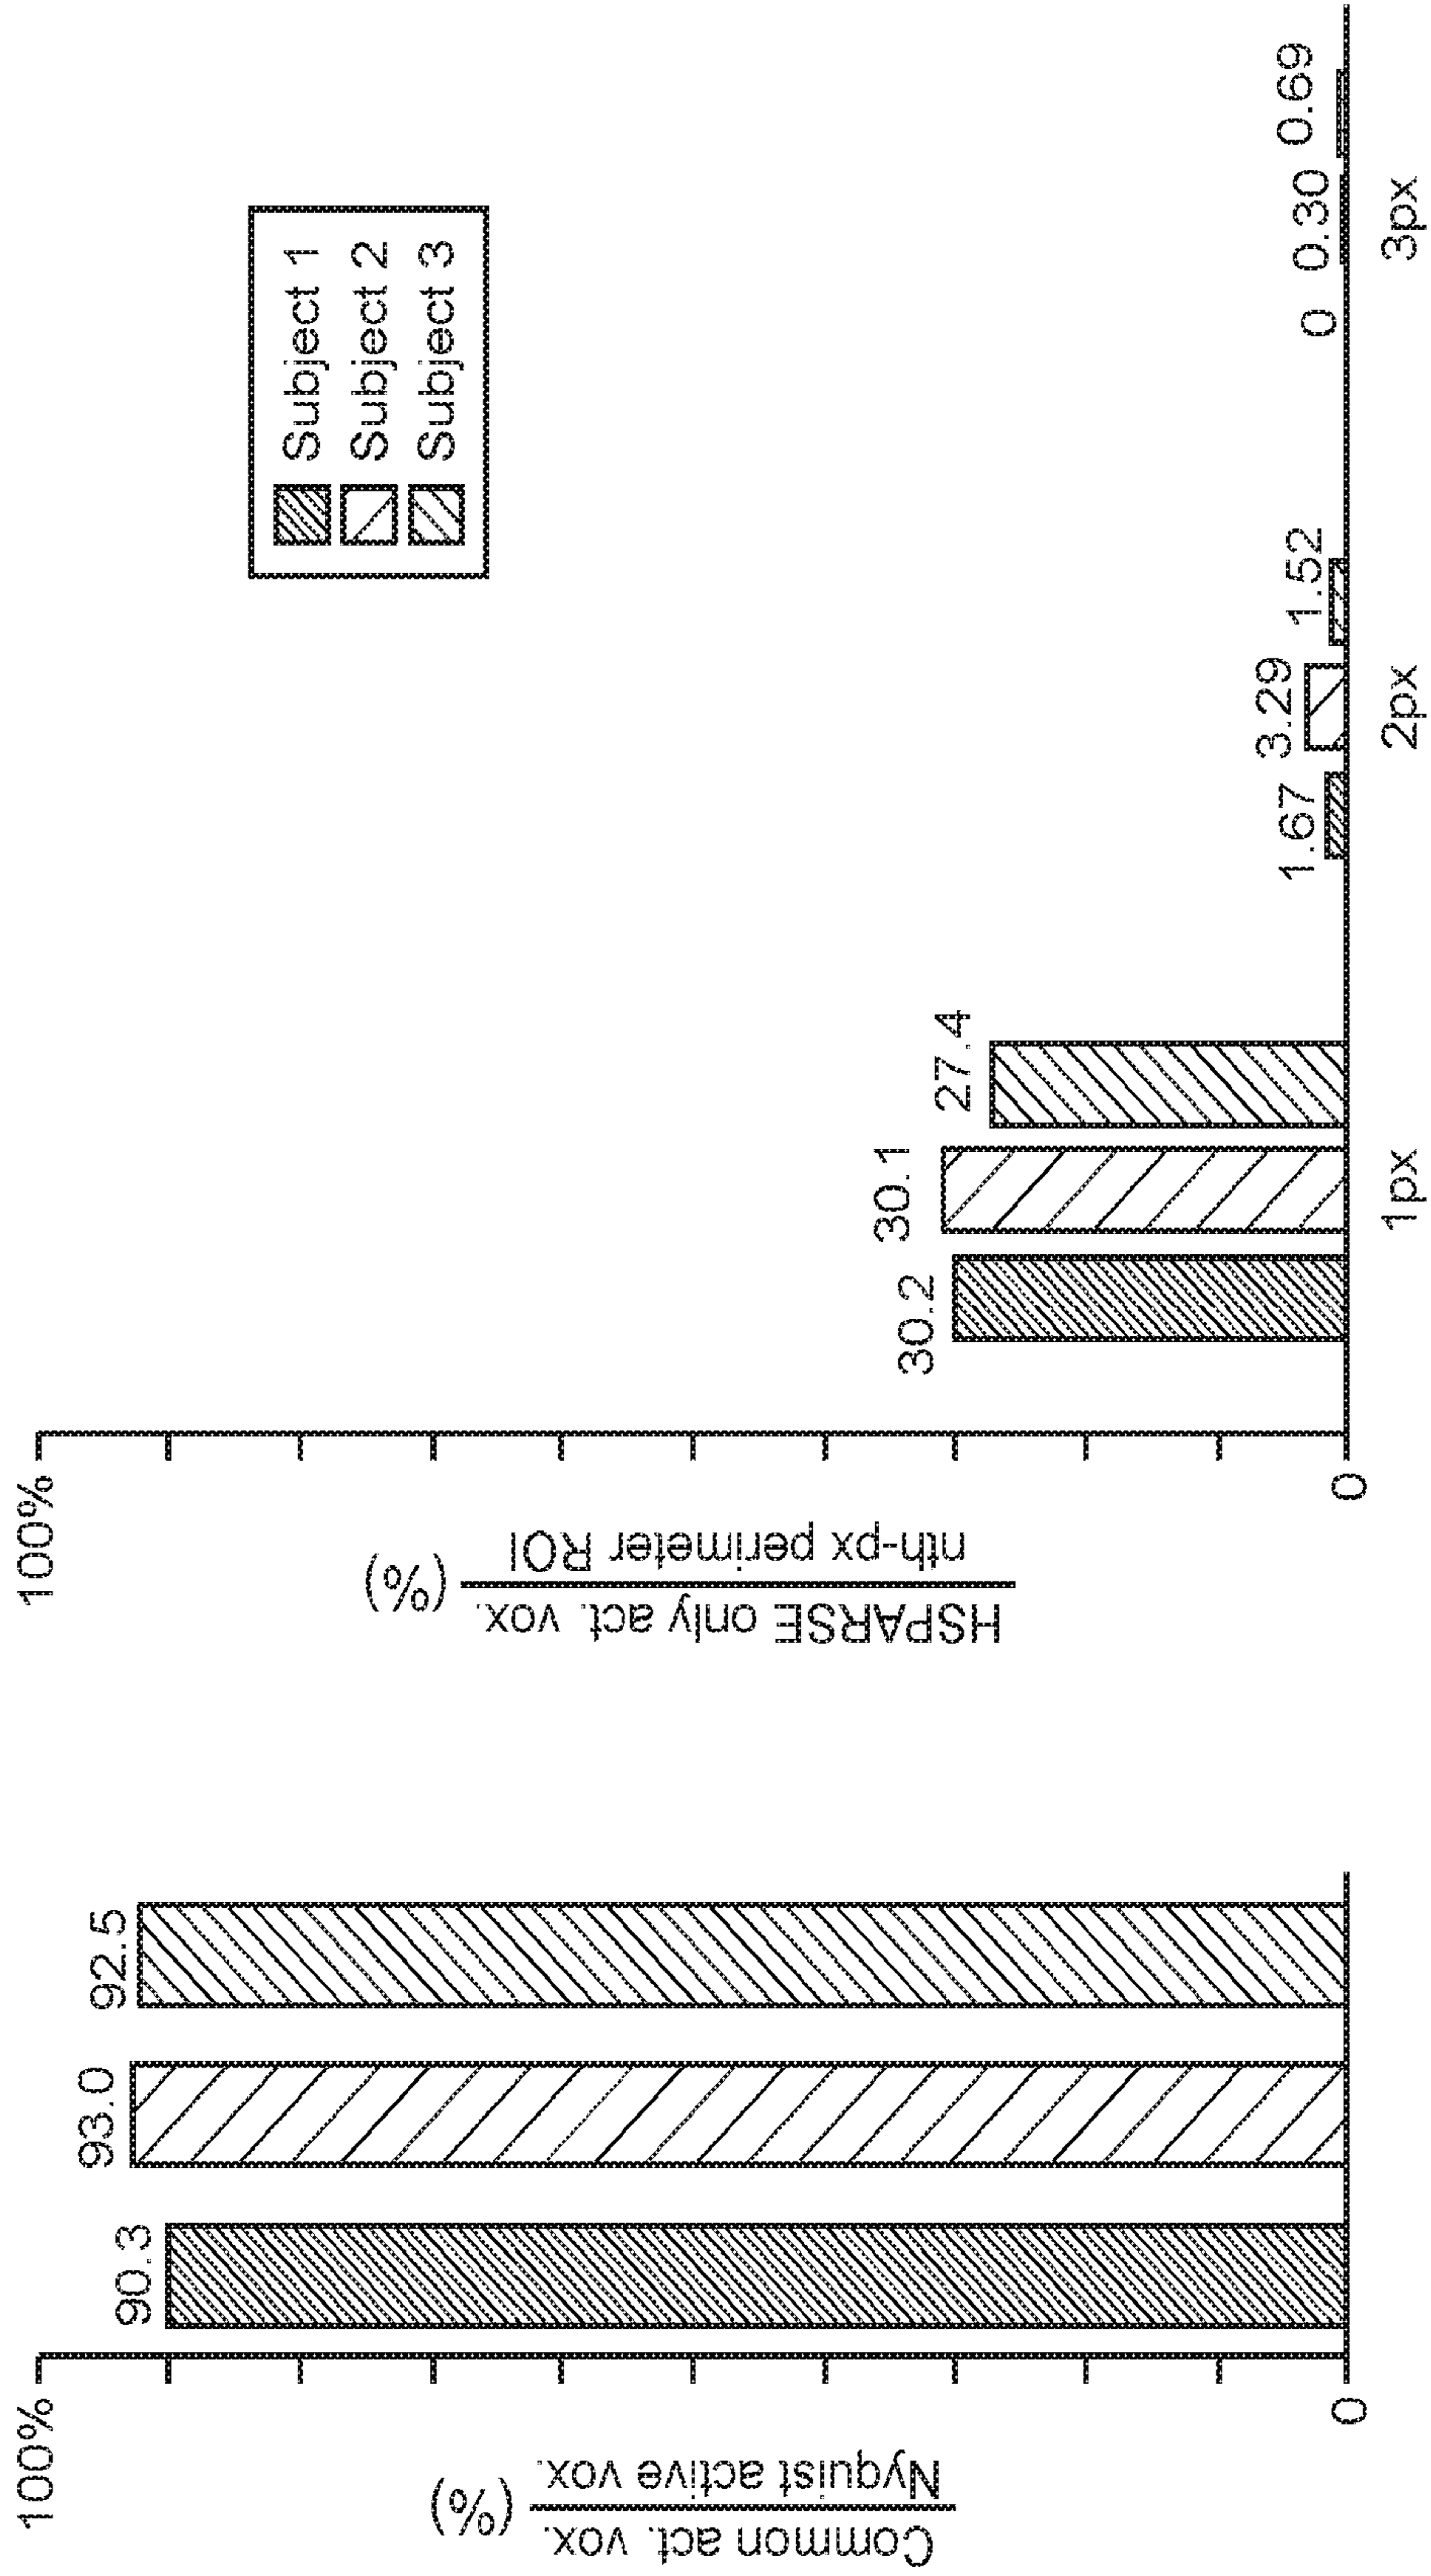 100%
Common act. vox.
Nyquist active vox.
(%)
0
90.3
93.0
92.5
100%
HSPARSE only act. vox.
nth-px perimeter ROI
(%)
0
30.2
30.1
27.4
1px
1.67
3.29
1.52
2px
0
0.30
0.69
3px
Subject 1
Subject 2
Subject 3